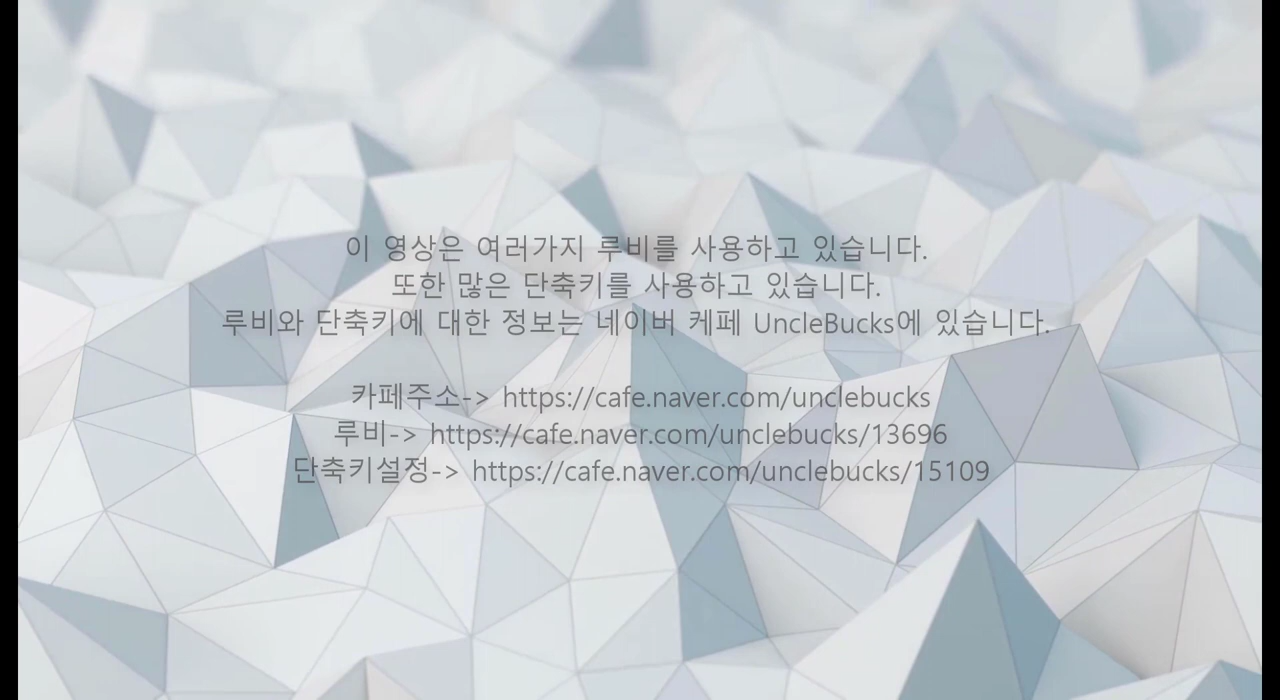 이 영상은 여러가지 루비를 사용하고 있습니다.
또한 많은 단축키를 사용하고 있습니다.
루비와 단축키에 대한 정보는 네이버 케페 UncleBucks에 있습니다.
카페주소-> https://cafe.naver.com/unclebucks
루비-> https://cafe.naver.com/unclebucks/13696
단축키설정-> https://cafe.naver.com/unclebucks/15109